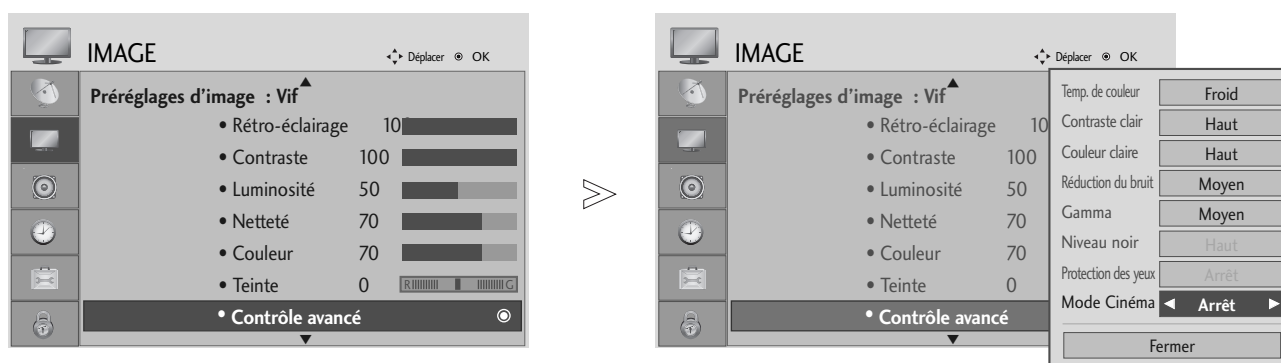 IMAGE
Déplacer OK
Préréglages d'image : Vif
• Rétro-éclairage 10
• Contraste 100
• Luminosité 50
• Netteté 70
• Couleur 70
• Teinte 0 R G
• Contrôle avancé
IMAGE
Déplacer OK
Préréglages d'image : Vif
• Rétro-éclairage 10
• Contraste 100
• Luminosité 50
• Netteté 70
• Couleur 70
• Teinte 0
• Contrôle avancé
Temp. de couleur Froid
Contraste clair Haut
Couleur claire Haut
Réduction du bruit Moyen
Gamma Moyen
Niveau noir Haut
Protection des yeux Arrêt
Mode Cinéma ◄ Arrêt ►
Fermer